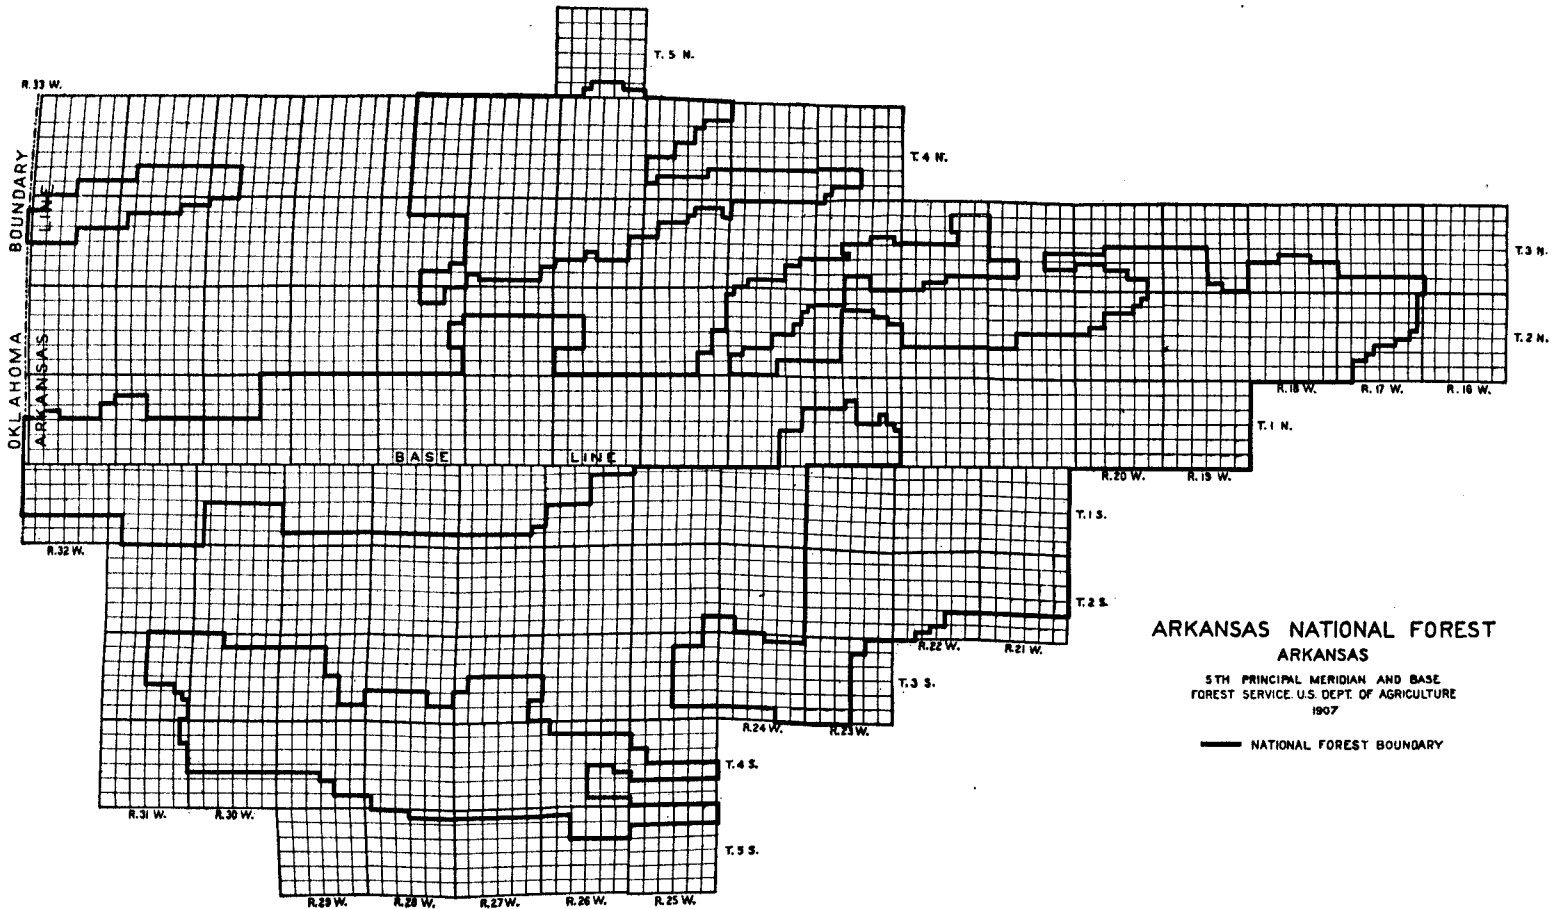 T. 5 N.
R.33 W.
T. 4 N.
OKLAHOMA BOUNDARY
ARKANSAS LINE
T. 3 N.
T. 2 N.
R.18 W. R.17 W. R.16 W.
T. 1 N.
BASE LINE
R.20 W. R.19 W.
T. 1 S.
R.32 W.
T. 2 S.
R.22 W. R.21 W.
T. 3 S.
R.24 W. R.23 W.
T. 4 S.
R.31 W. R.30 W.
T. 5 S.
R.29 W. R.28 W. R.27 W. R.26 W. R.25 W.
ARKANSAS NATIONAL FOREST
ARKANSAS
5TH PRINCIPAL MERIDIAN AND BASE
FOREST SERVICE. U.S. DEPT. OF AGRICULTURE
1907
NATIONAL FOREST BOUNDARY